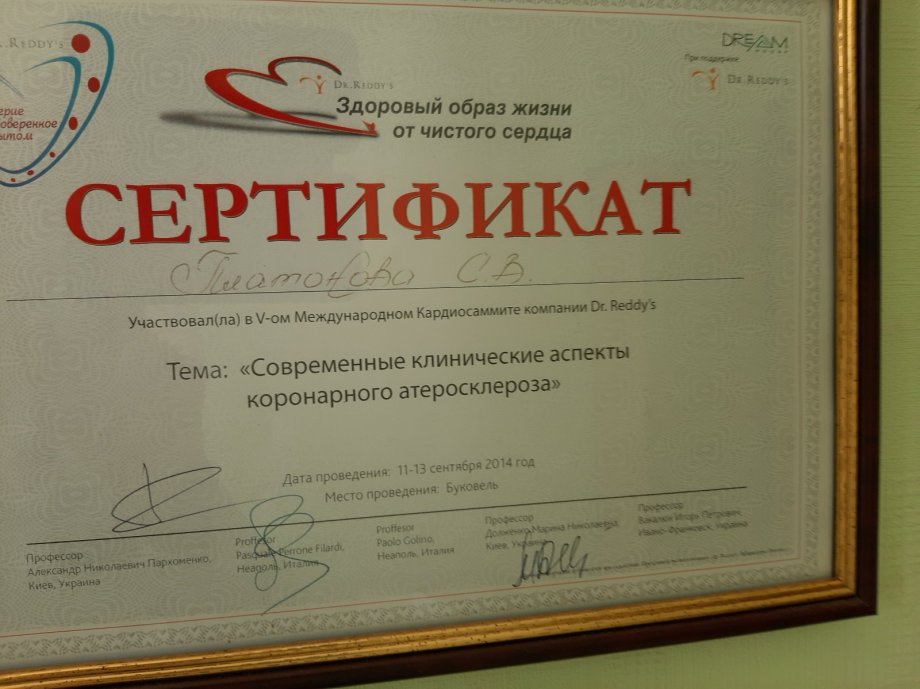 DR.REDDY'S
оверенное
DREAM
При поддержке
DR.REDDY'S
DR.REDDY'S
Здоровый образ жизни
от чистого сердца
СЕРТИФИКАТ
Платонова С.В.
Участвовал(ла) в V-ом Международном Кардиосаммите компании Dr. Reddy's
Тема: «Современные клинические аспекты
коронарного атеросклероза»
Дата проведения: 11-13 сентября 2014 год
Место проведения: Буковель
Профессор
Александр Николаевич Пархоменко,
Киев, Украина
Proffesor
Pasquale Perrone Filardi,
Неаполь, Италия
Proffesor
Paolo Golino,
Неаполь, Италия
Профессор
Долженко Марина Николаевна,
Киев, Украина
Профессор
Вакалюк Игорь Петрович,
Ивано-Франковск, Украина